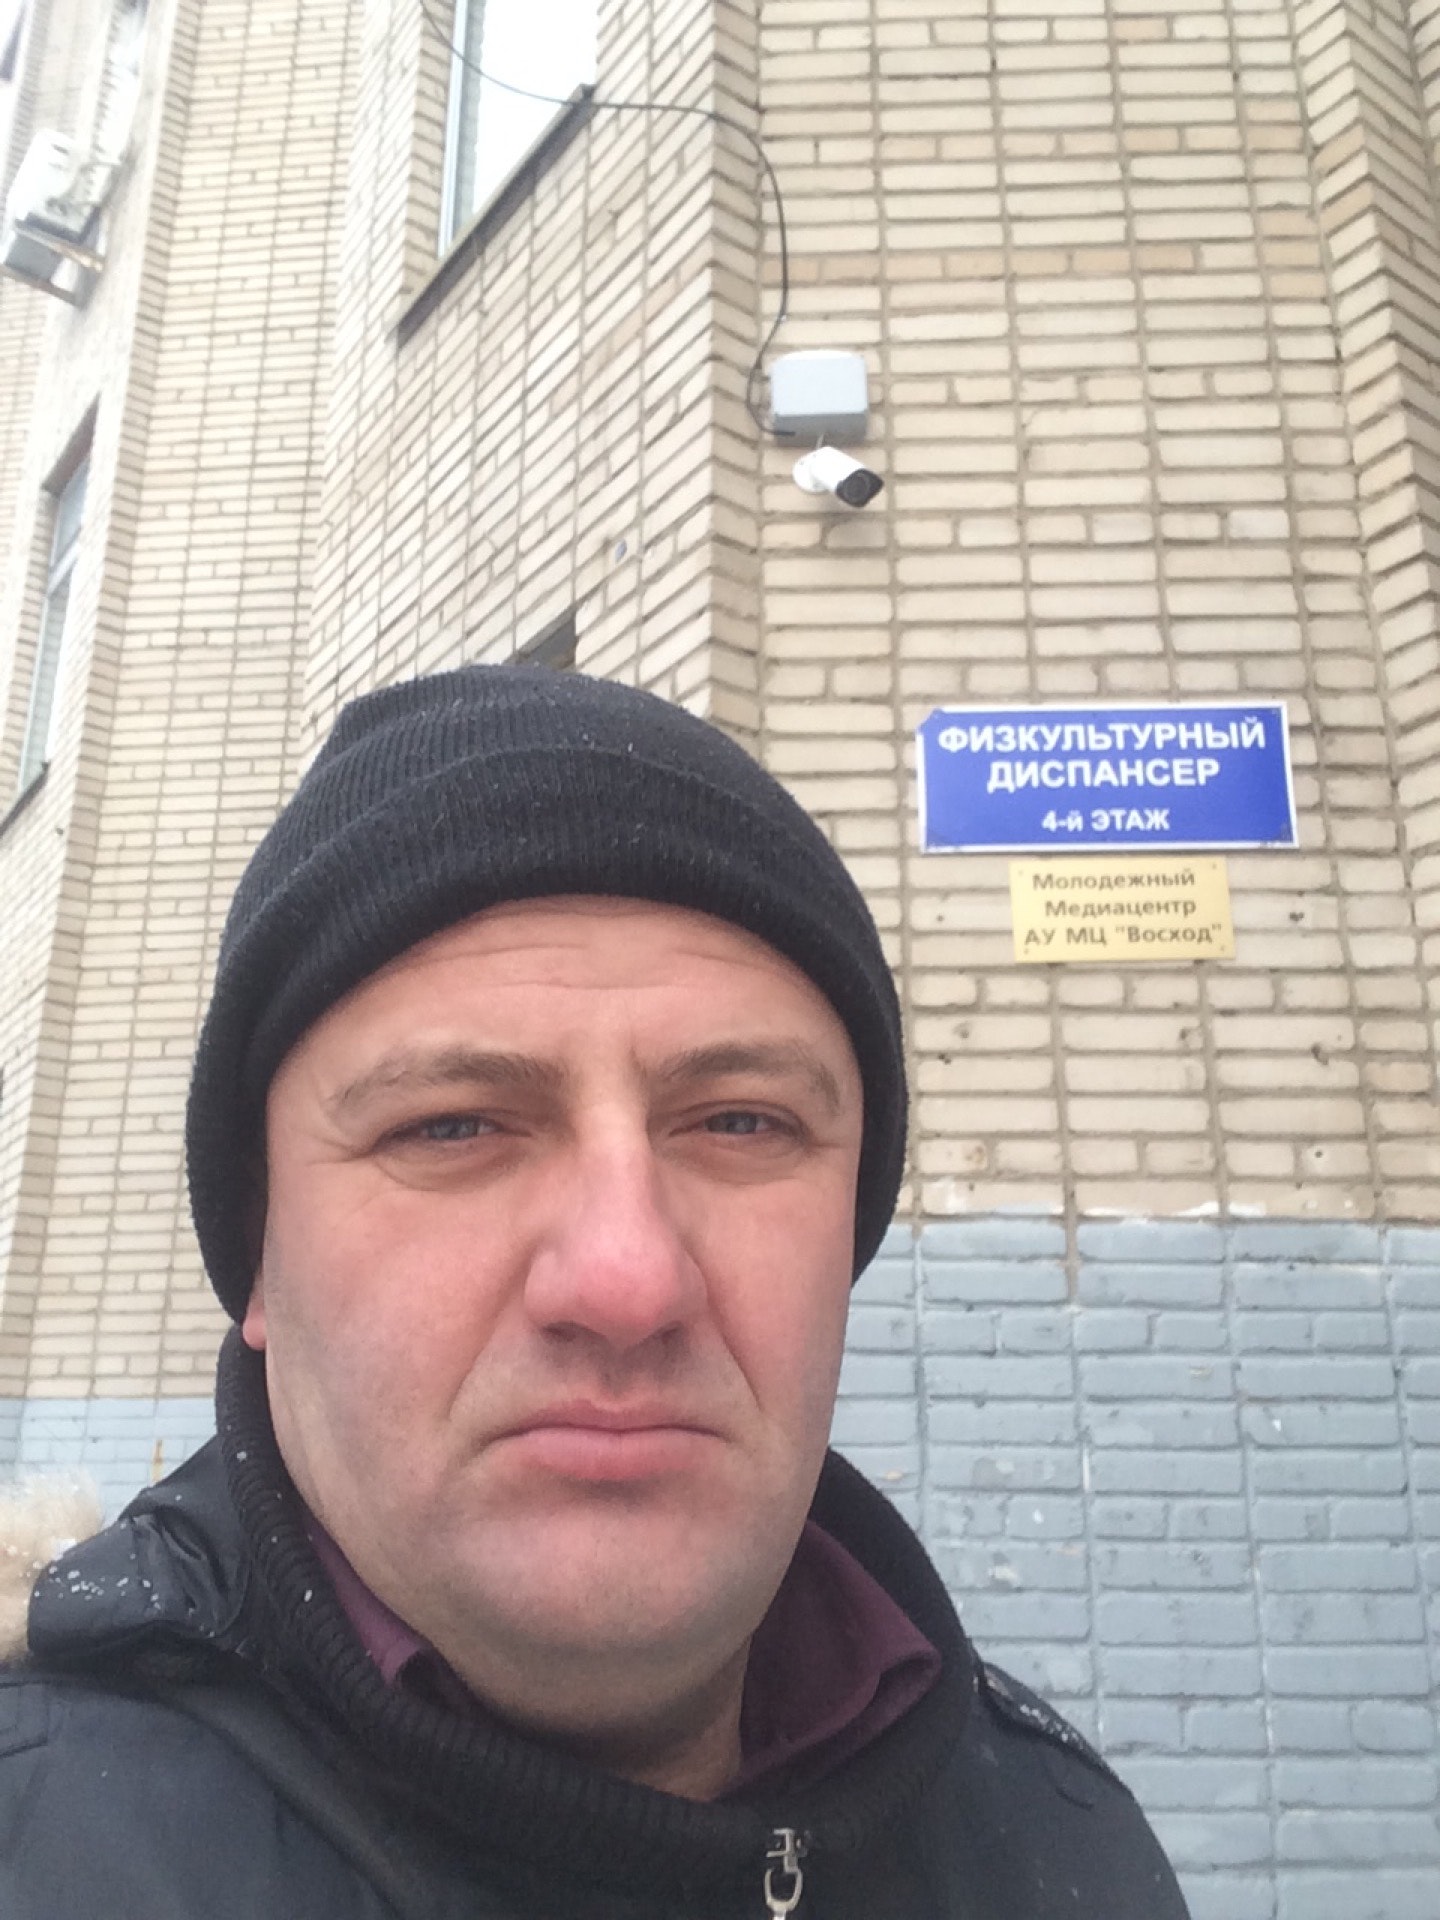 ФИЗКУЛЬТУРНЫЙ
ДИСПАНСЕР
4-й ЭТАЖ
Молодежный
Медиацентр
АУ МЦ "Восход"